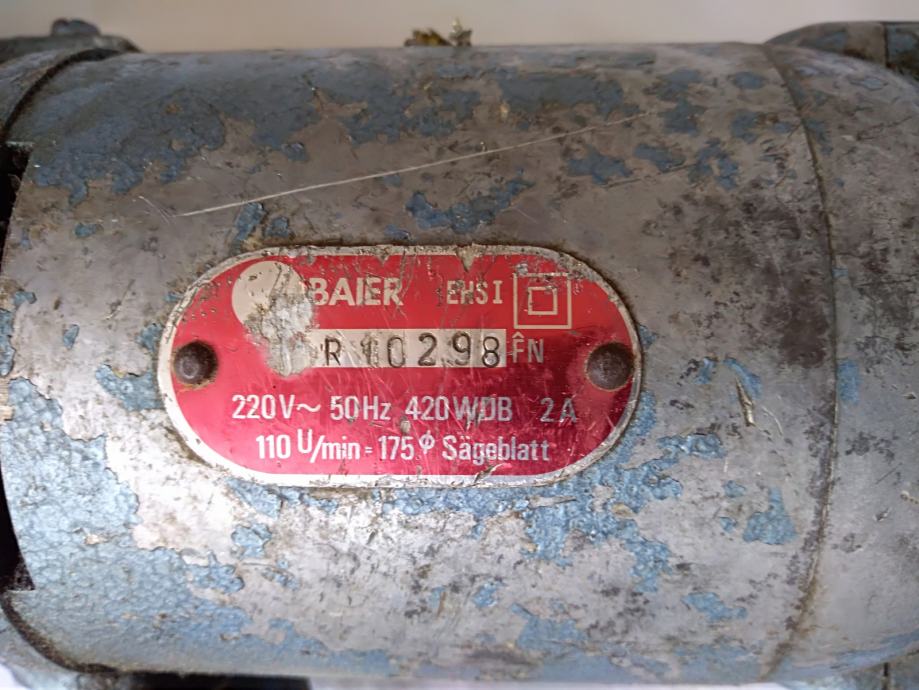 BAIER EHS I
R 10298 FN
220V~ 50Hz 420WDB 2A
110 U/min = 175 ⌀ Sägeblatt